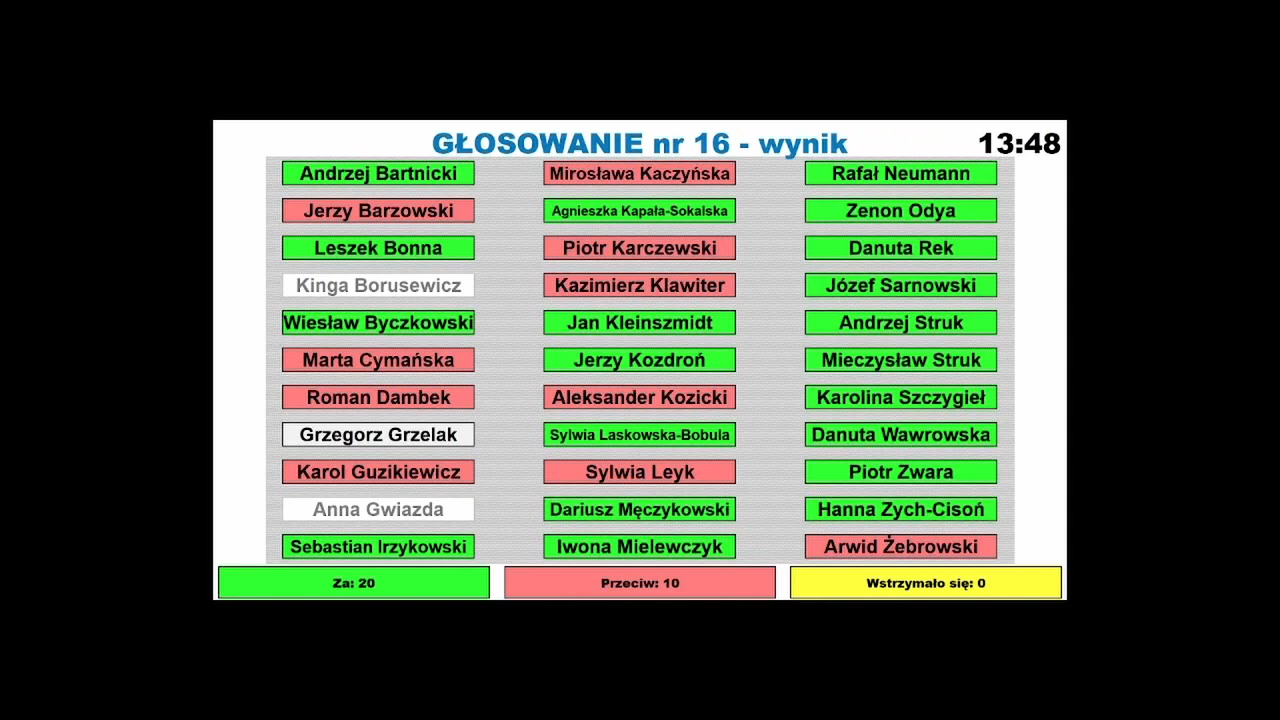 GŁOSOWANIE nr 16 - wynik 13:48
Andrzej Bartnicki Mirosława Kaczyńska Rafał Neumann
Jerzy Barzowski Agnieszka Kapała-Sokalska Zenon Odya
Leszek Bonna Piotr Karczewski Danuta Rek
Kinga Borusewicz Kazimierz Klawiter Józef Sarnowski
Wiesław Byczkowski Jan Kleinszmidt Andrzej Struk
Marta Cymańska Jerzy Kozdroń Mieczysław Struk
Roman Dambek Aleksander Kozicki Karolina Szczygieł
Grzegorz Grzelak Sylwia Laskowska-Bobula Danuta Wawrowska
Karol Guzikiewicz Sylwia Leyk Piotr Zwara
Anna Gwiazda Dariusz Męczykowski Hanna Zych-Cisoń
Sebastian Irzykowski Iwona Mielewczyk Arwid Żebrowski
Za: 20 Przeciw: 10 Wstrzymało się: 0